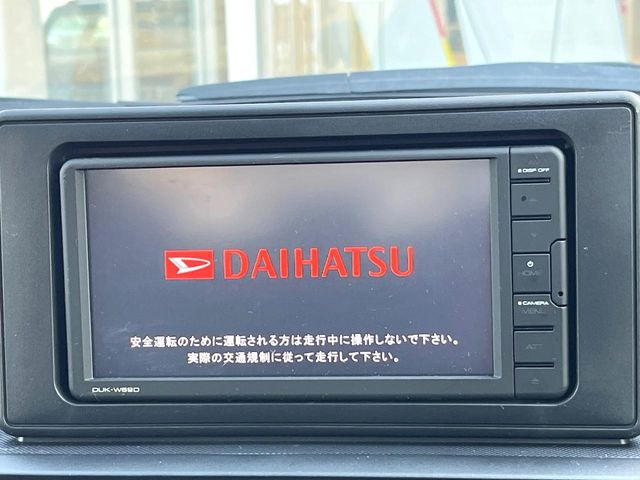 DISP OFF
DAIHATSU
HOME
CAMERA
MENU
安全運転のために運転される方は走行中に操作しないで下さい。
実際の交通規制に従って走行して下さい。
ATT
DUK-W69D